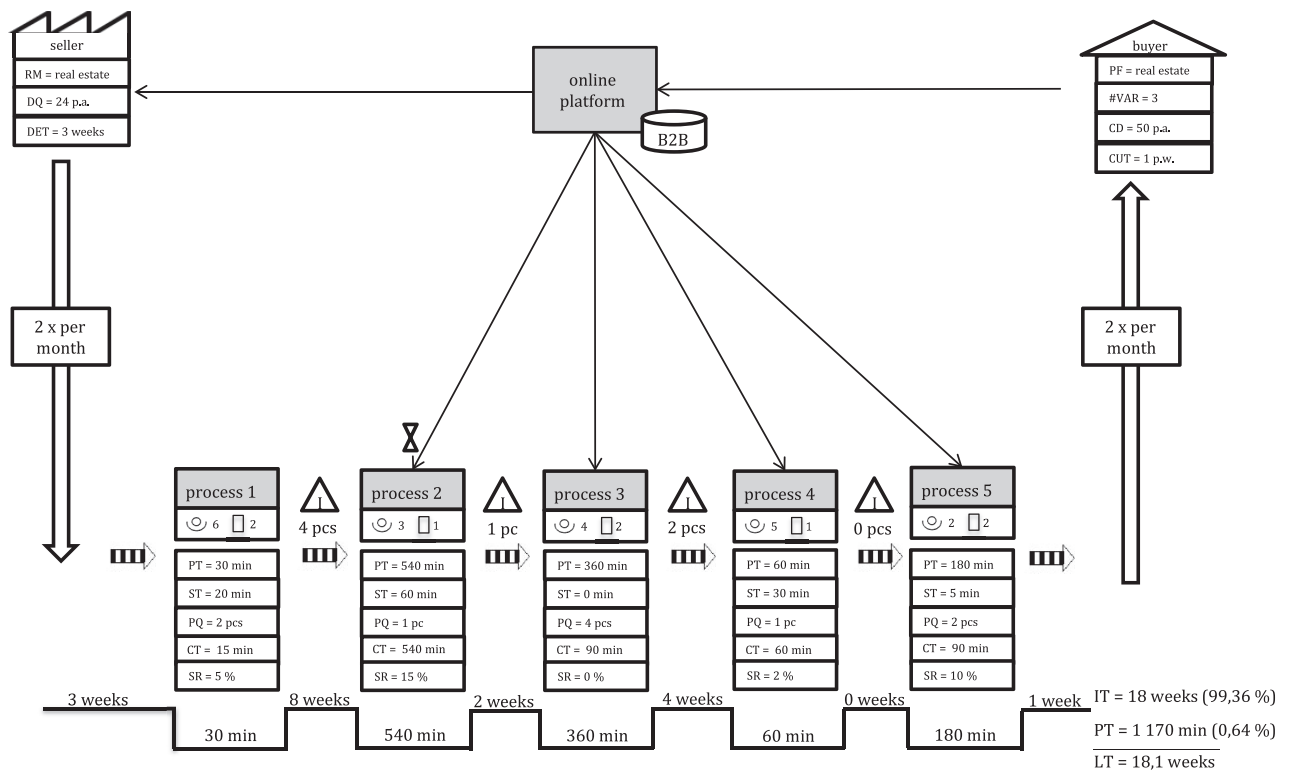 seller
RM = real estate
DQ = 24 p.a.
DET = 3 weeks
online
platform
B2B
buyer
PF = real estate
#VAR = 3
CD = 50 p.a.
CUT = 1 p.w.
2 x per
month
2 x per
month
process 1
6 2
PT = 30 min
ST = 20 min
PQ = 2 pcs
CT = 15 min
SR = 5 %
I
4 pcs
process 2
3 1
PT = 540 min
ST = 60 min
PQ = 1 pc
CT = 540 min
SR = 15 %
I
1 pc
process 3
4 2
PT = 360 min
ST = 0 min
PQ = 4 pcs
CT = 90 min
SR = 0 %
I
2 pcs
process 4
5 1
PT = 60 min
ST = 30 min
PQ = 1 pc
CT = 60 min
SR = 2 %
I
0 pcs
process 5
2 2
PT = 180 min
ST = 5 min
PQ = 2 pcs
CT = 90 min
SR = 10 %
3 weeks
30 min
8 weeks
540 min
2 weeks
360 min
4 weeks
60 min
0 weeks
180 min
1 week
IT = 18 weeks (99,36 %)
PT = 1 170 min (0,64 %)
LT = 18,1 weeks